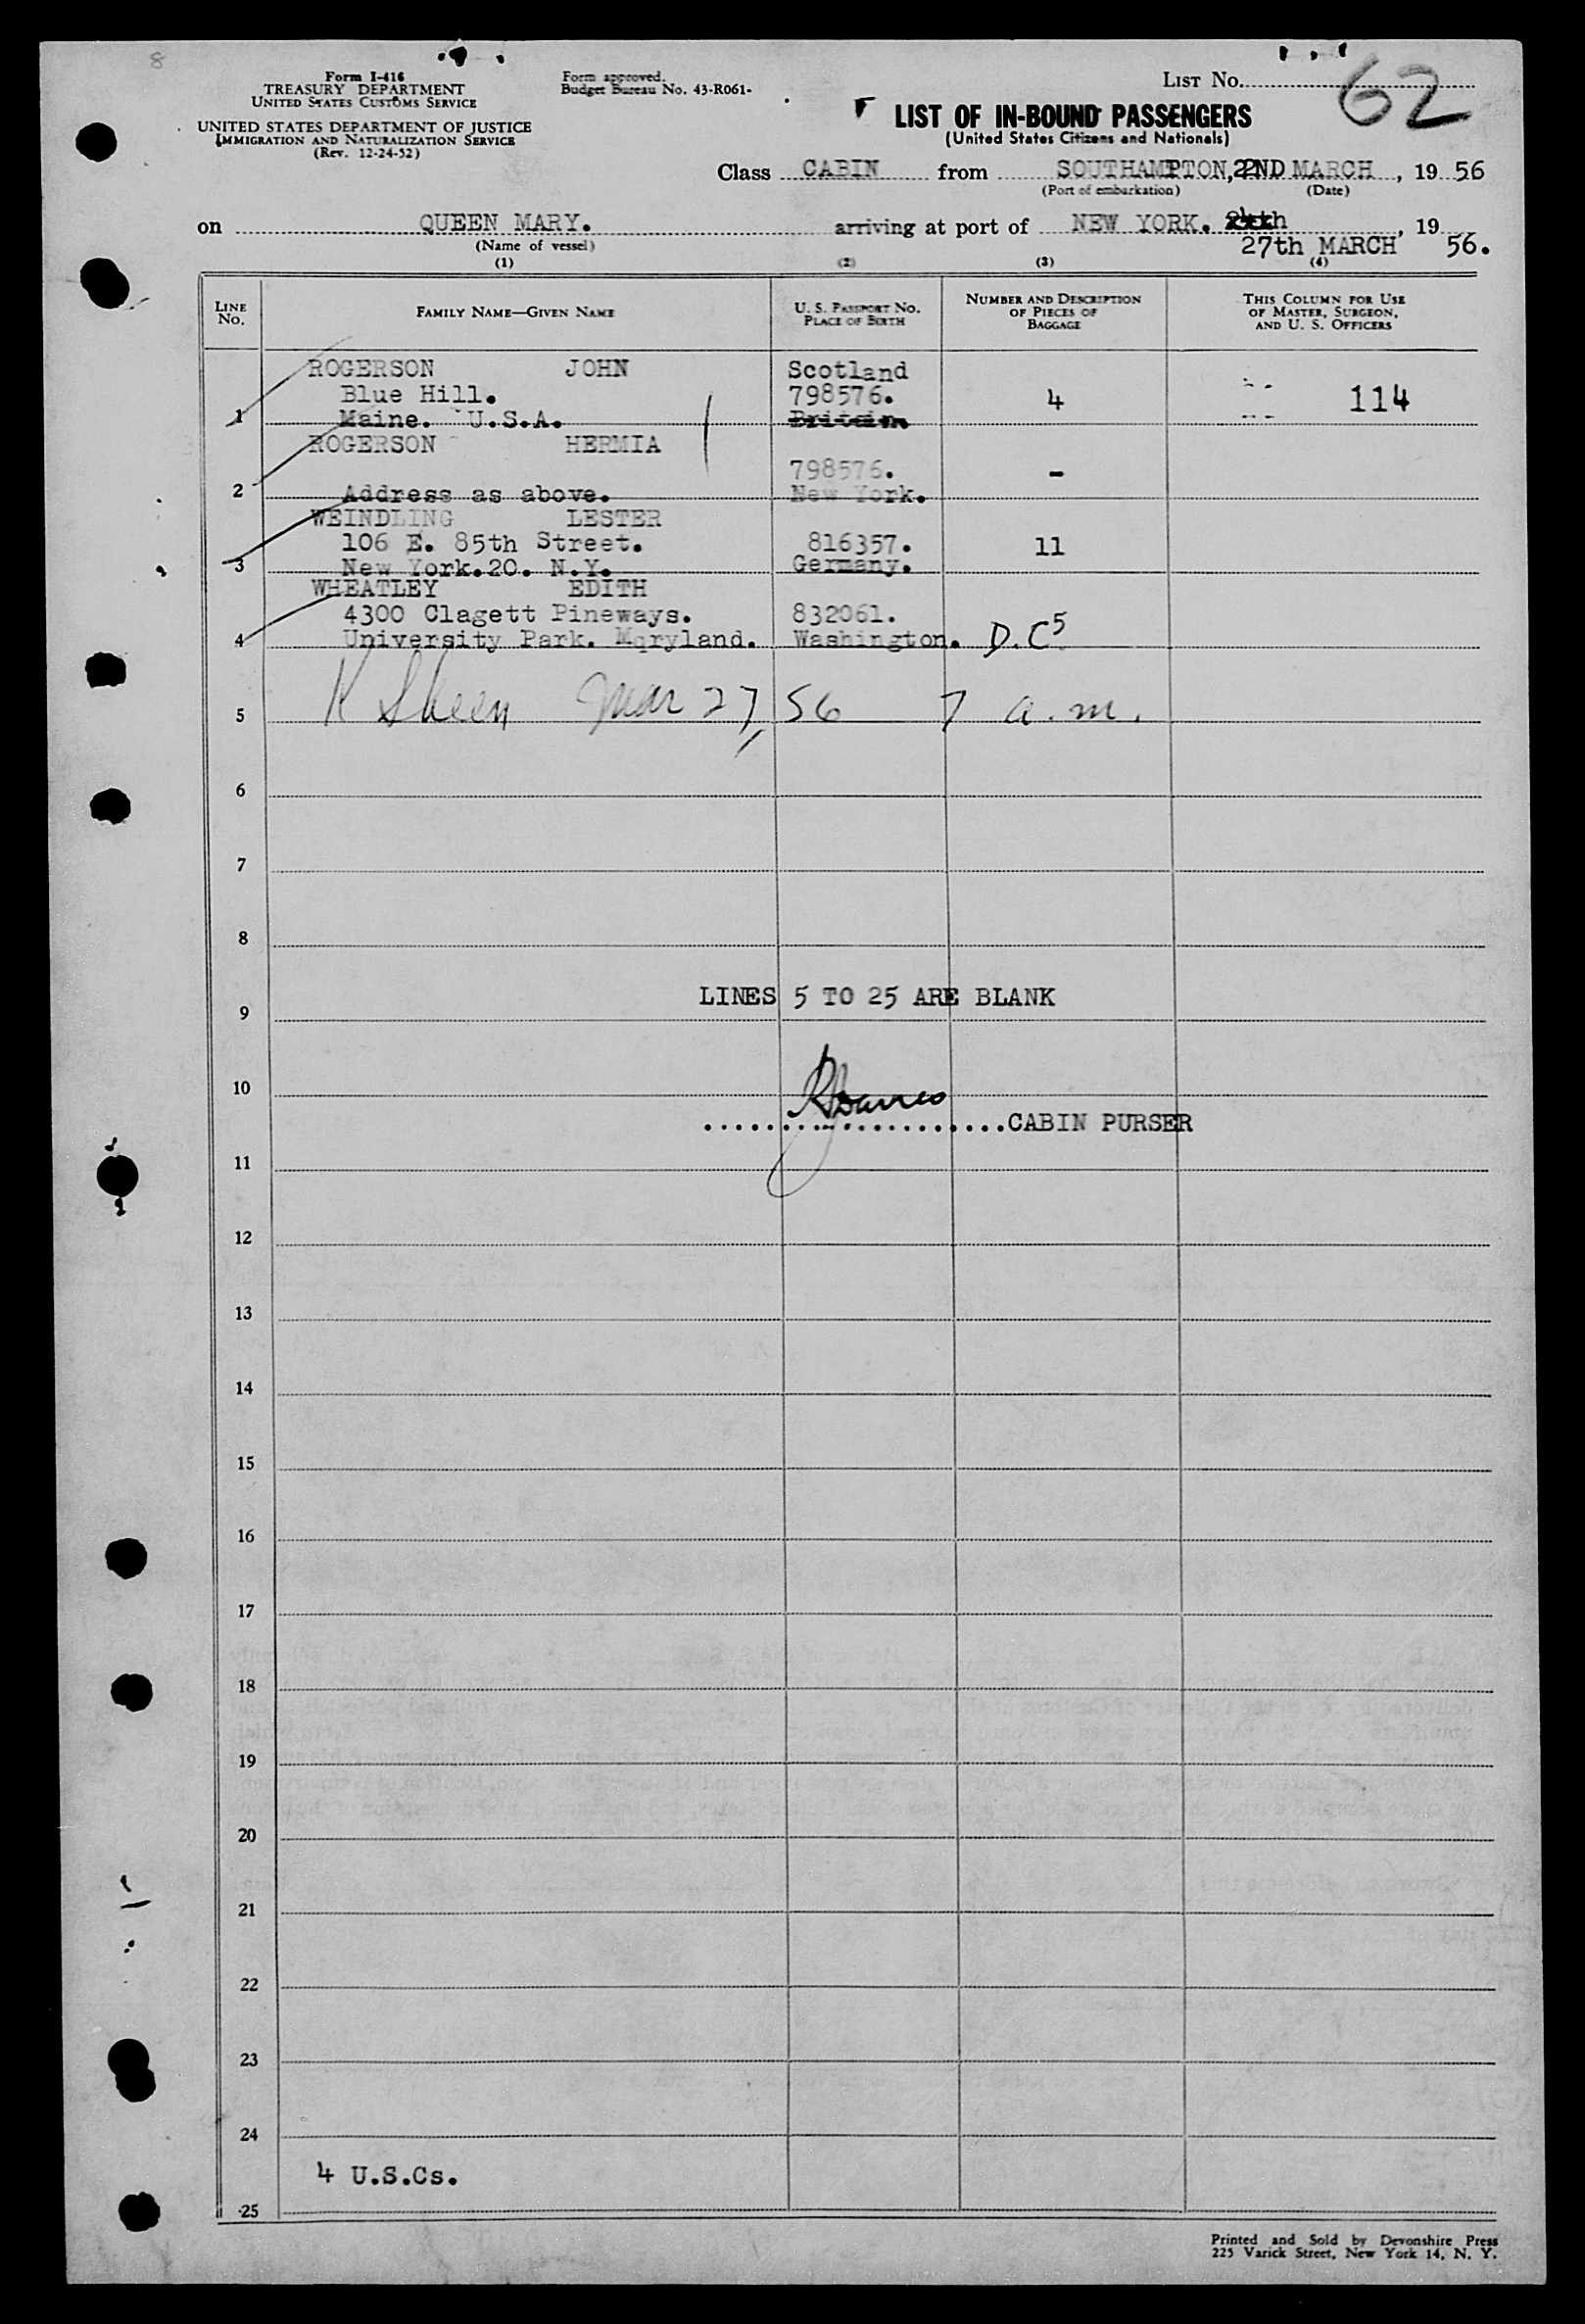 8
Form I-416
TREASURY DEPARTMENT
UNITED STATES CUSTOMS SERVICE
UNITED STATES DEPARTMENT OF JUSTICE
IMMIGRATION AND NATURALIZATION SERVICE
(Rev. 12-24-52)
Form approved.
Budget Bureau No. 43-R061-
LIST No. 62
LIST OF IN-BOUND PASSENGERS
(United States Citizens and Nationals)
Class CABIN from SOUTHAMPTON, 22ND MARCH, 19 56
(Port of embarkation) (Date)
on QUEEN MARY. arriving at port of NEW YORK. 24th, 19
(Name of vessel) 27th MARCH 56.
(1) (2) (3) (4)
LINE No. FAMILY NAME—GIVEN NAME U. S. PASSPORT NO. PLACE OF BIRTH NUMBER AND DESCRIPTION OF PIECES OF BAGGAGE THIS COLUMN FOR USE OF MASTER, SURGEON, AND U. S. OFFICERS
ROGERSON JOHN Scotland
Blue Hill. 798576. 4 114
1 Maine. U.S.A. Britain
ROGERSON HERMIA
798576. -
2 Address as above. New York.
WEINDLING LESTER
106 E. 85th Street. 816357. 11
3 New York.20. N.Y. Germany.
WHEATLEY EDITH
4300 Clagett Pineways. 832061. 5
4 University Park. Mqryland. Washington. D.C.
5 K Sheen Mar 27, 56 7 a.m.
6
7
8
LINES 5 TO 25 ARE BLANK
9
10
CABIN PURSER
11
12
13
14
15
16
17
18
19
20
21
22
23
24
4 U.S.Cs.
25
Printed and Sold by Devonshire Press
225 Varick Street, New York 14, N. Y.